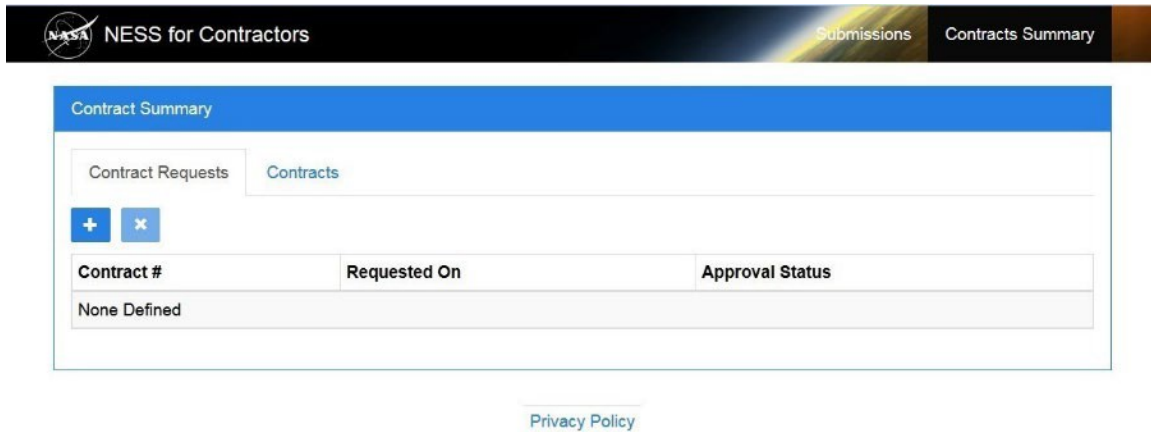 NASA NESS for Contractors Submissions Contracts Summary
Contract Summary
Contract Requests Contracts
Contract # Requested On Approval Status
None Defined
Privacy Policy